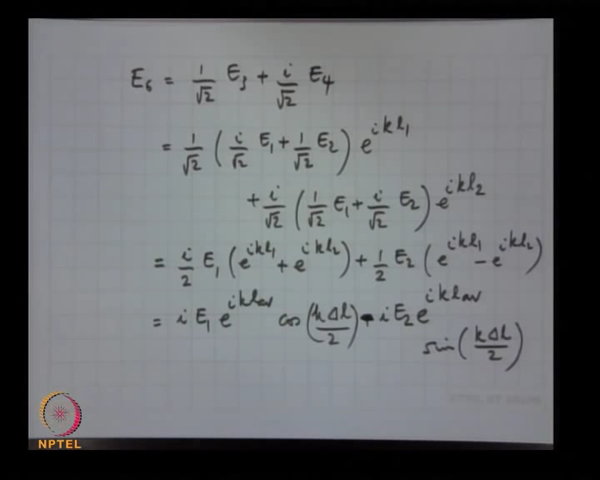 E₆ = 1/√2 E₃ + i/√2 E₄
= 1/√2 (i/√2 E₁ + 1/√2 E₂) e^{ikl₁}
+ i/√2 (1/√2 E₁ + i/√2 E₂) e^{ikl₂}
= i/2 E₁ (e^{ikl₁} + e^{ikl₂}) + 1/2 E₂ (e^{ikl₁} - e^{ikl₂})
= i E₁ e^{iklav} cos(kΔl/2) - i E₂ e^{iklav}
sin(kΔl/2)
NPTEL